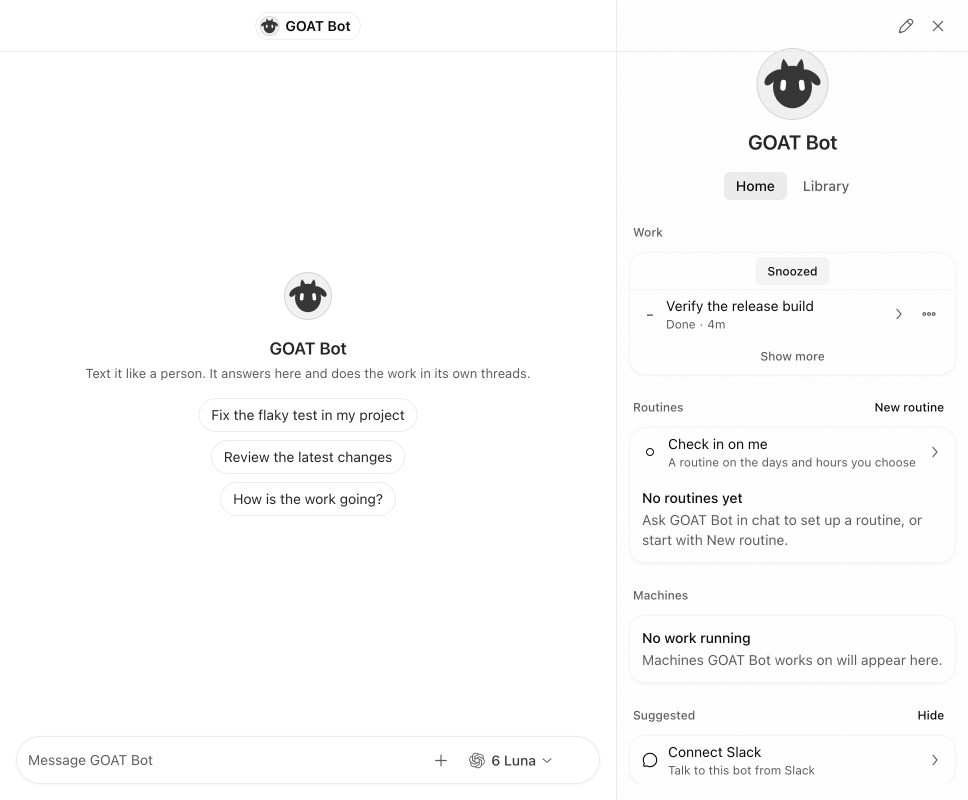 GOAT Bot
GOAT Bot
Text it like a person. It answers here and does the work in its own threads.
Fix the flaky test in my project
Review the latest changes
How is the work going?
Message GOAT Bot
6 Luna
GOAT Bot
Home
Library
Work
Snoozed
Verify the release build
Done · 4m
Show more
Routines
New routine
Check in on me
A routine on the days and hours you choose
No routines yet
Ask GOAT Bot in chat to set up a routine, or
start with New routine.
Machines
No work running
Machines GOAT Bot works on will appear here.
Suggested
Hide
Connect Slack
Talk to this bot from Slack